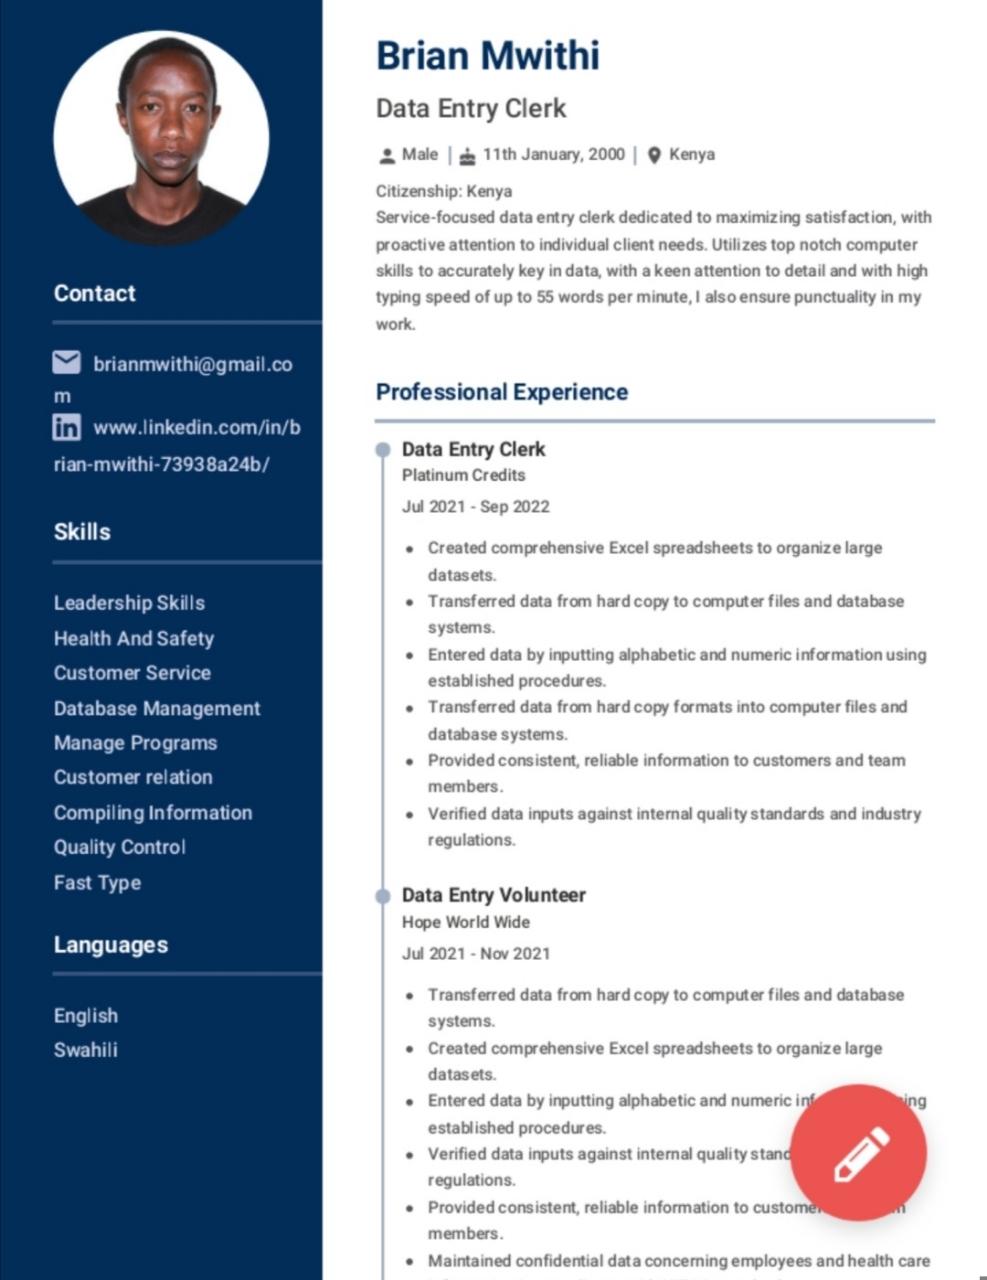 Contact
brianmwithi@gmail.co
m
www.linkedin.com/in/b
rian-mwithi-73938a24b/
Skills
Leadership Skills
Health And Safety
Customer Service
Database Management
Manage Programs
Customer relation
Compiling Information
Quality Control
Fast Type
Languages
English
Swahili
Brian Mwithi
Data Entry Clerk
Male | 11th January, 2000 | Kenya
Citizenship: Kenya
Service-focused data entry clerk dedicated to maximizing satisfaction, with
proactive attention to individual client needs. Utilizes top notch computer
skills to accurately key in data, with a keen attention to detail and with high
typing speed of up to 55 words per minute, I also ensure punctuality in my
work.
Professional Experience
Data Entry Clerk
Platinum Credits
Jul 2021 - Sep 2022
• Created comprehensive Excel spreadsheets to organize large
datasets.
• Transferred data from hard copy to computer files and database
systems.
• Entered data by inputting alphabetic and numeric information using
established procedures.
• Transferred data from hard copy formats into computer files and
database systems.
• Provided consistent, reliable information to customers and team
members.
• Verified data inputs against internal quality standards and industry
regulations.
Data Entry Volunteer
Hope World Wide
Jul 2021 - Nov 2021
• Transferred data from hard copy to computer files and database
systems.
• Created comprehensive Excel spreadsheets to organize large
datasets.
• Entered data by inputting alphabetic and numeric
established procedures.
• Verified data inputs against internal quality
regulations.
• Provided consistent, reliable information to
members.
• Maintained confidential data concerning employees and health care